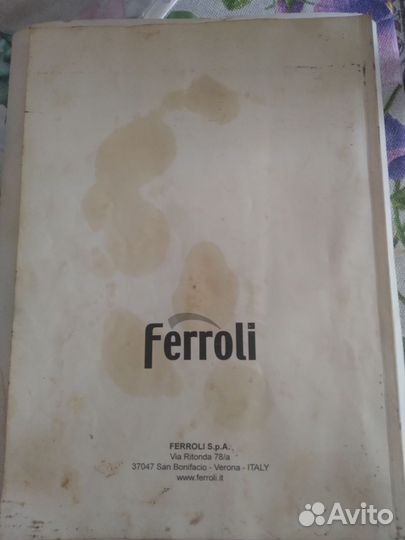 Ferroli
FERROLI S.p.A.
Via Ritonda 78/a
37047 San Bonifacio - Verona - ITALY
www.ferroli.it
Avito